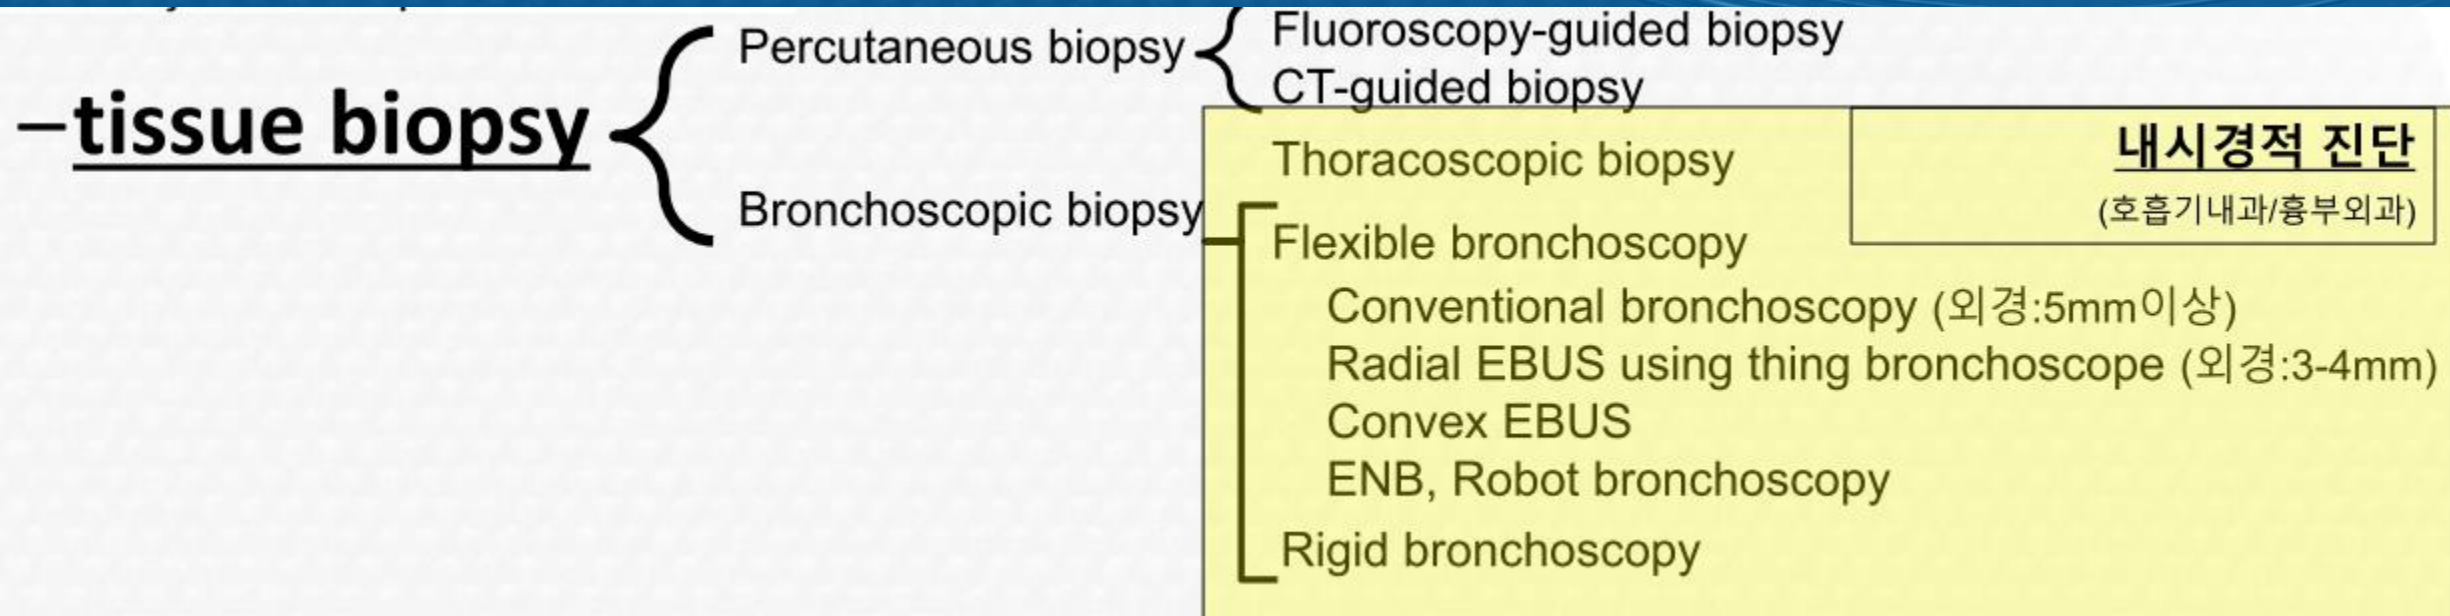 Percutaneous biopsy
Fluoroscopy-guided biopsy
CT-guided biopsy
–tissue biopsy
Bronchoscopic biopsy
Thoracoscopic biopsy
내시경적 진단
(호흡기내과/흉부외과)
Flexible bronchoscopy
Conventional bronchoscopy (외경:5mm이상)
Radial EBUS using thing bronchoscope (외경:3-4mm)
Convex EBUS
ENB, Robot bronchoscopy
Rigid bronchoscopy